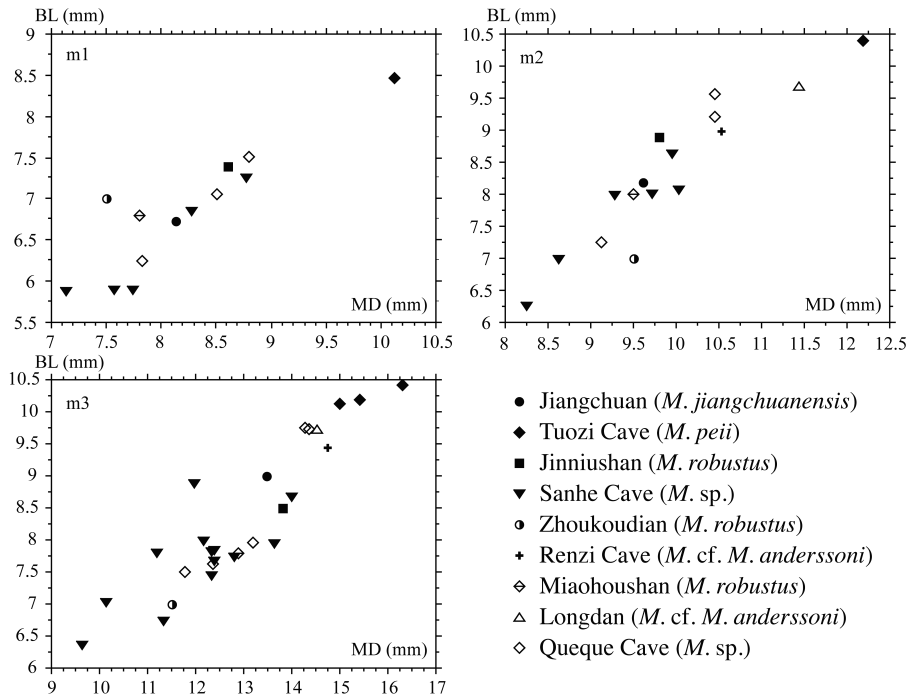 BL (mm)
9
8.5
8
7.5
7
6.5
6
5.5
m1
MD (mm)
7 7.5 8 8.5 9 9.5 10 10.5
BL (mm)
10.5
10
9.5
9
8.5
8
7.5
7
6.5
6
m2
MD (mm)
8 8.5 9 9.5 10 10.5 11 11.5 12 12.5
BL (mm)
10.5
10
9.5
9
8.5
8
7.5
7
6.5
6
m3
MD (mm)
9 10 11 12 13 14 15 16 17
Jiangchuan (M. jiangchuanensis)
Tuozi Cave (M. peii)
Jinniushan (M. robustus)
Sanhe Cave (M. sp.)
Zhoukoudian (M. robustus)
Renzi Cave (M. cf. M. anderssoni)
Miaohoushan (M. robustus)
Longdan (M. cf. M. anderssoni)
Queque Cave (M. sp.)